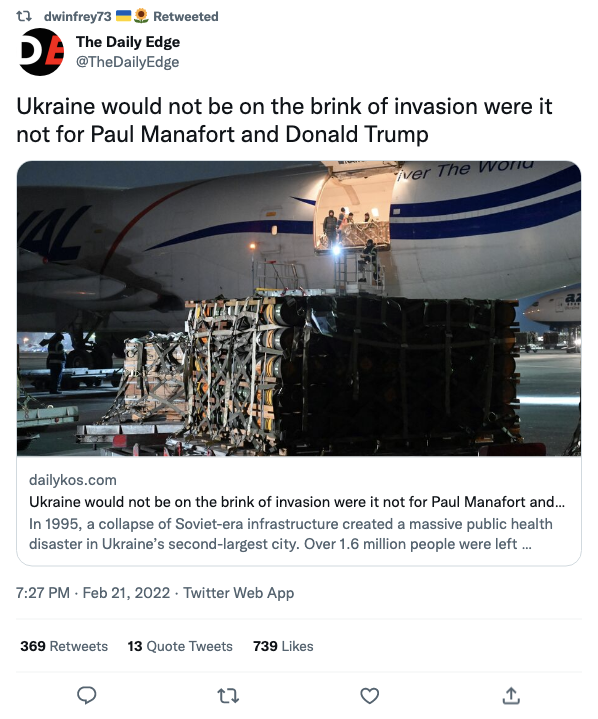 dwinfrey73 🇺🇦🌻 Retweeted
DE
The Daily Edge
@TheDailyEdge
Ukraine would not be on the brink of invasion were it
not for Paul Manafort and Donald Trump
iver The World
AL
az
dailykos.com
Ukraine would not be on the brink of invasion were it not for Paul Manafort and...
In 1995, a collapse of Soviet-era infrastructure created a massive public health
disaster in Ukraine’s second-largest city. Over 1.6 million people were left ...
7:27 PM · Feb 21, 2022 · Twitter Web App
369 Retweets 13 Quote Tweets 739 Likes